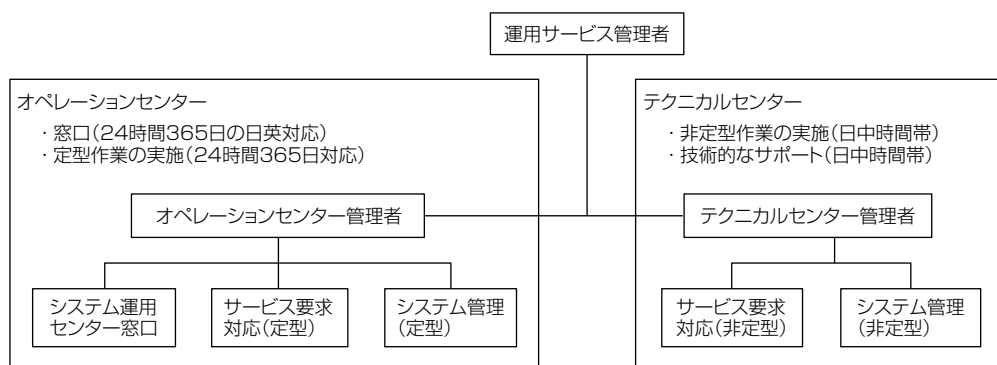 運用サービス管理者
オペレーションセンター
・窓口(24時間365日の日英対応)
・定型作業の実施(24時間365日対応)
オペレーションセンター管理者
システム運用
センター窓口
サービス要求
対応(定型)
システム管理
(定型)
テクニカルセンター
・非定型作業の実施(日中時間帯)
・技術的なサポート(日中時間帯)
テクニカルセンター管理者
サービス要求
対応(非定型)
システム管理
(非定型)